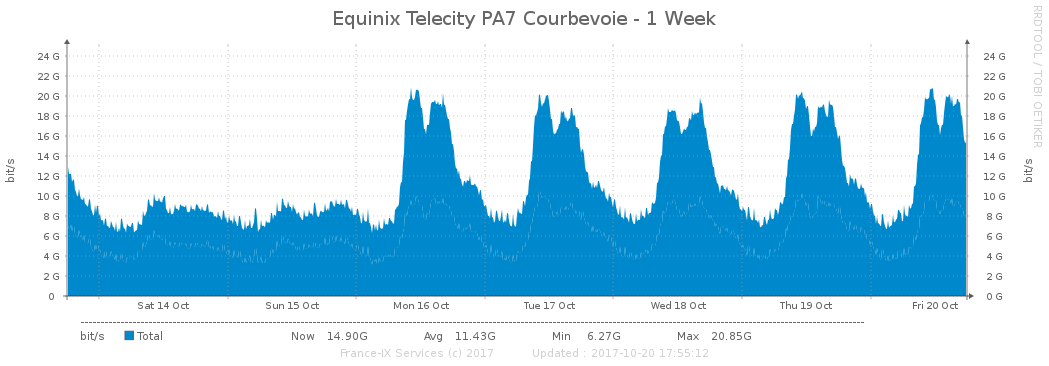 Equinix Telecity PA7 Courbevoie - 1 Week
RRDTOOL / TOBI OETIKER
bit/s
24 G 24 G
22 G 22 G
20 G 20 G
18 G 18 G
16 G 16 G
14 G 14 G
12 G 12 G
10 G 10 G
8 G 8 G
6 G 6 G
4 G 4 G
2 G 2 G
0 0 G
bit/s
Sat 14 Oct Sun 15 Oct Mon 16 Oct Tue 17 Oct Wed 18 Oct Thu 19 Oct Fri 20 Oct
bit/s Total Now 14.90G Avg 11.43G Min 6.27G Max 20.85G
France-IX Services (c) 2017 Updated : 2017-10-20 17:55:12